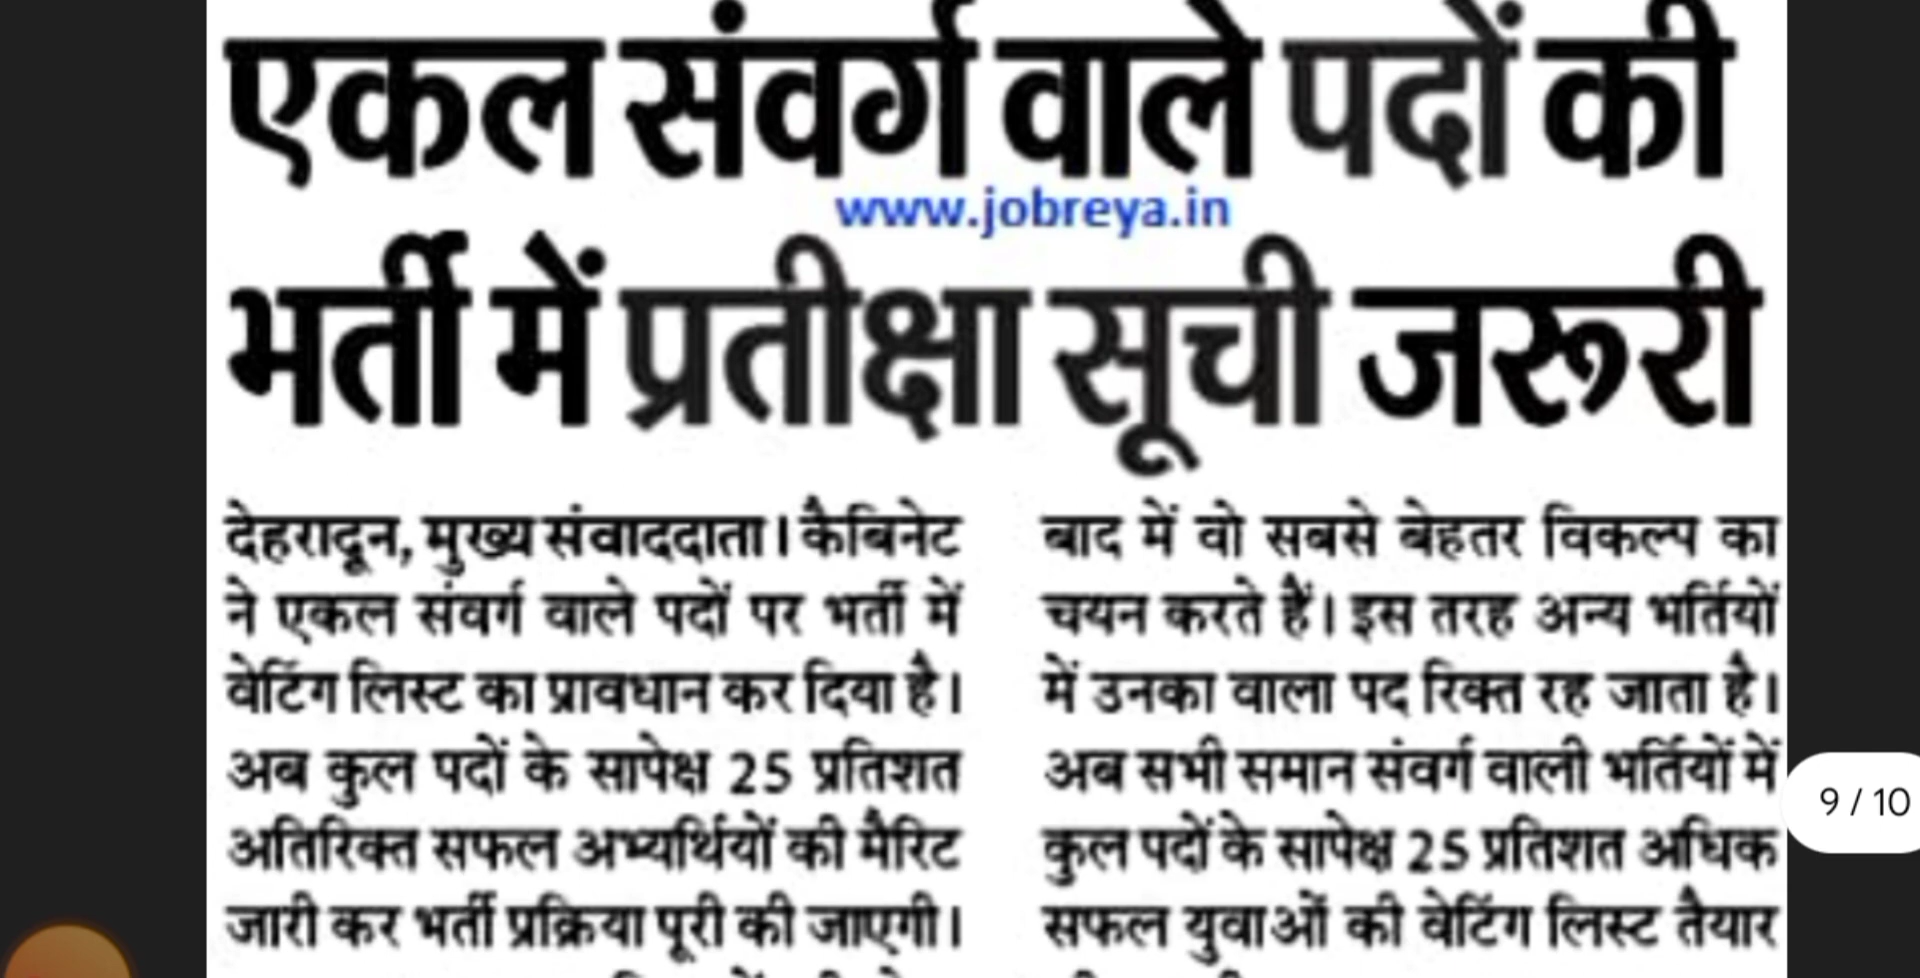 एकल संवर्ग वाले पदों की
www.jobreya.in
भर्ती में प्रतीक्षा सूची जरूरी
देहरादून, मुख्य संवाददाता। कैबिनेट
ने एकल संवर्ग वाले पदों पर भर्ती में
वेटिंग लिस्ट का प्रावधान कर दिया है।
अब कुल पदों के सापेक्ष 25 प्रतिशत
अतिरिक्त सफल अभ्यर्थियों की मैरिट
जारी कर भर्ती प्रक्रिया पूरी की जाएगी।
बाद में वो सबसे बेहतर विकल्प का
चयन करते हैं। इस तरह अन्य भर्तियों
में उनका वाला पद रिक्त रह जाता है।
अब सभी समान संवर्ग वाली भर्तियों में
कुल पदों के सापेक्ष 25 प्रतिशत अधिक
सफल युवाओं की वेटिंग लिस्ट तैयार
9 / 10